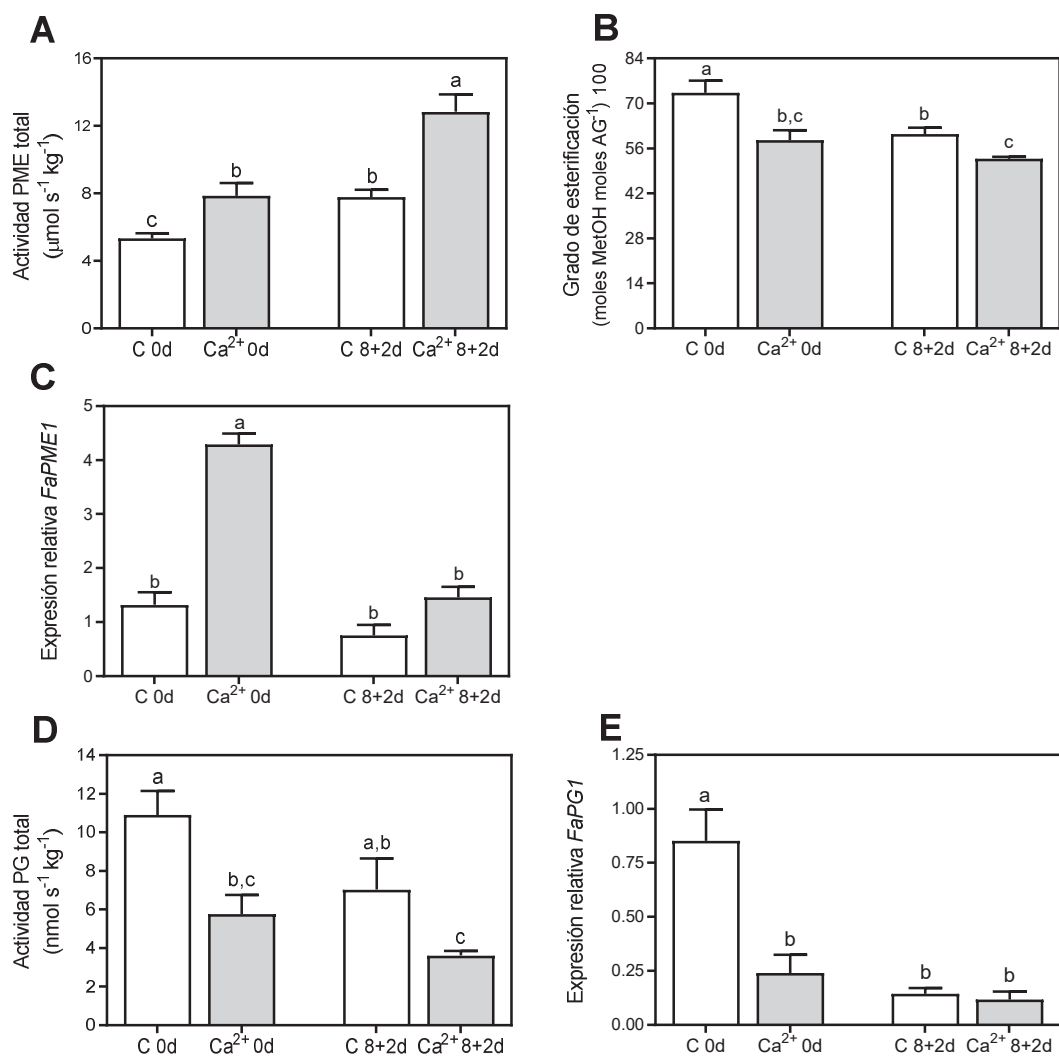 A
Actividad PME total
(μmol s⁻¹ kg⁻¹)
16
12
8
4
0
c
b
b
a
C 0d
Ca²⁺ 0d
C 8+2d
Ca²⁺ 8+2d
B
Grado de esterificación
(moles MetOH moles AG⁻¹) 100
84
70
56
42
28
14
0
a
b,c
b
c
C 0d
Ca²⁺ 0d
C 8+2d
Ca²⁺ 8+2d
C
Expresión relativa FaPME1
5
4
3
2
1
0
b
a
b
b
C 0d
Ca²⁺ 0d
C 8+2d
Ca²⁺ 8+2d
D
Actividad PG total
(nmol s⁻¹ kg⁻¹)
14
12
10
8
6
4
2
0
a
b,c
a,b
c
C 0d
Ca²⁺ 0d
C 8+2d
Ca²⁺ 8+2d
E
Expresión relativa FaPG1
1.25
1.00
0.75
0.50
0.25
0.00
a
b
b
b
C 0d
Ca²⁺ 0d
C 8+2d
Ca²⁺ 8+2d